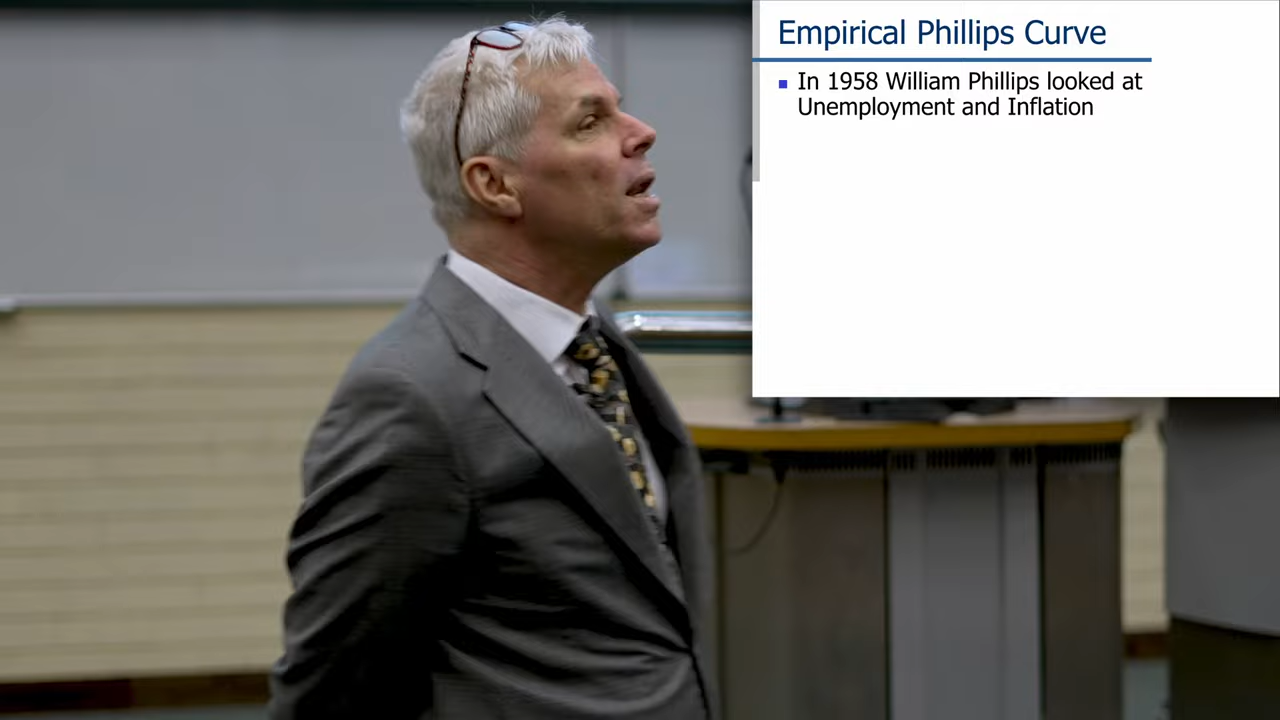 Empirical Phillips Curve
In 1958 William Phillips looked at
Unemployment and Inflation